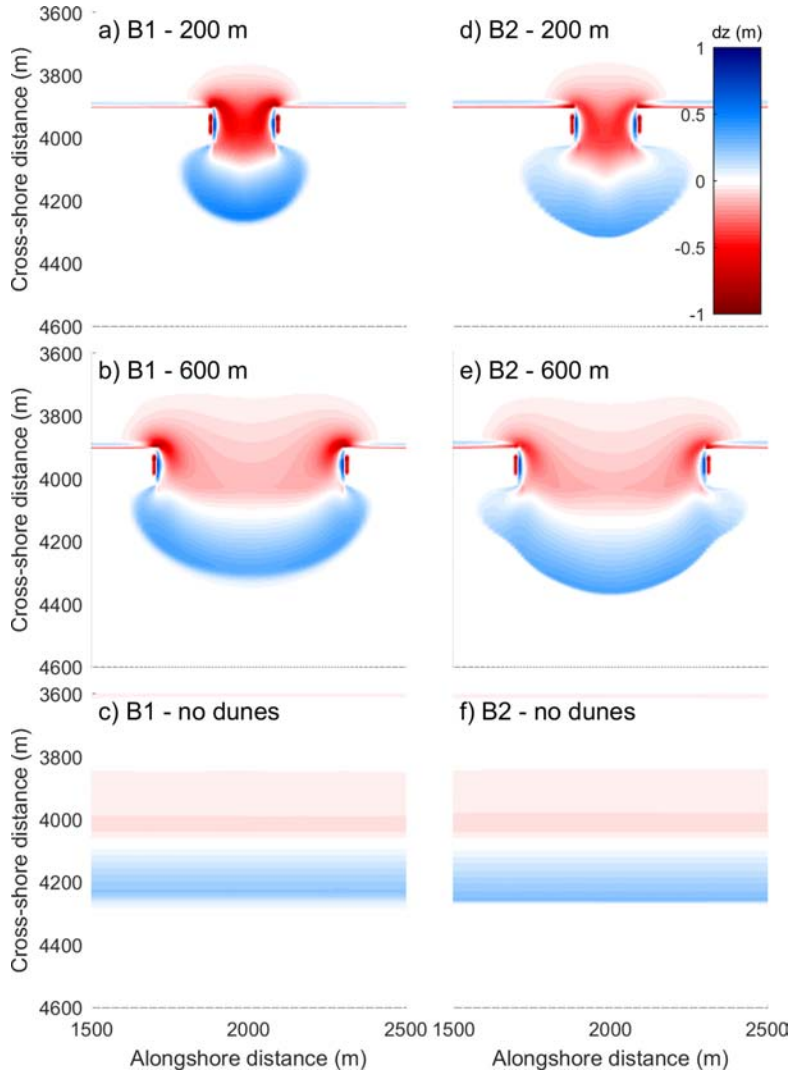 3600
3800
4000
4200
4400
4600
Cross-shore distance (m)
a) B1 - 200 m
d) B2 - 200 m
dz (m)
1
0.5
0
-0.5
-1
3600
3800
4000
4200
4400
4600
Cross-shore distance (m)
b) B1 - 600 m
e) B2 - 600 m
3600
3800
4000
4200
4400
4600
Cross-shore distance (m)
c) B1 - no dunes
f) B2 - no dunes
1500
2000
2500
1500
2000
2500
Alongshore distance (m)
Alongshore distance (m)